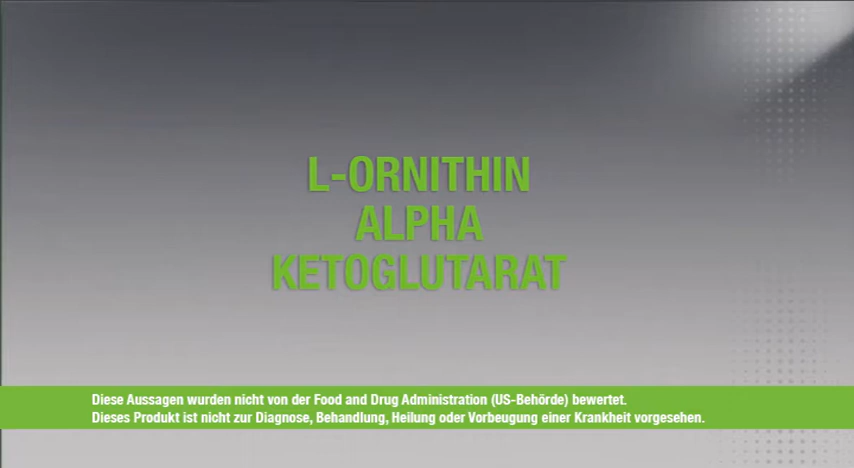 L-ORNITHIN
ALPHA
KETOGLUTARAT
Diese Aussagen wurden nicht von der Food and Drug Administration (US-Behörde) bewertet.
Dieses Produkt ist nicht zur Diagnose, Behandlung, Heilung oder Vorbeugung einer Krankheit vorgesehen.